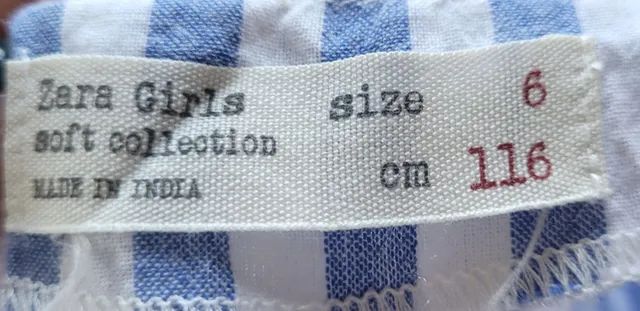 Zara Girls size 6
soft collection
cm 116
MADE IN INDIA